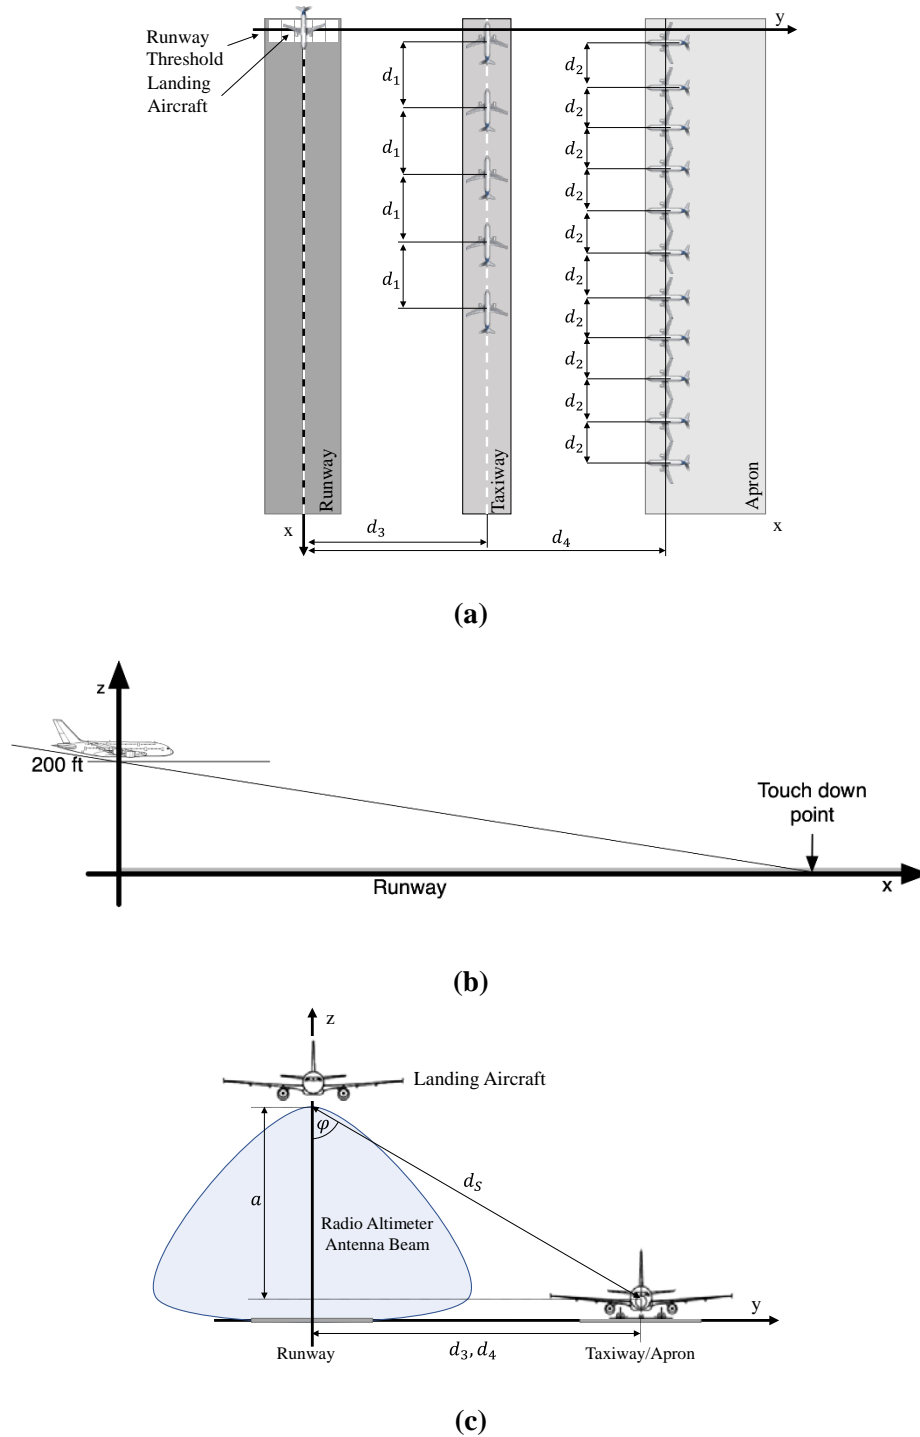 y
Runway
Threshold
Landing
Aircraft
d₁
d₁
d₁
d₁
d₂
d₂
d₂
d₂
d₂
d₂
d₂
d₂
d₂
d₂
Runway
Taxiway
Apron
x
x
d₃
d₄
(a)
z
200 ft
Touch down
point
Runway
x
(b)
z
Landing Aircraft
φ
a
dₛ
Radio Altimeter
Antenna Beam
y
d₃, d₄
Runway
Taxiway/Apron
(c)